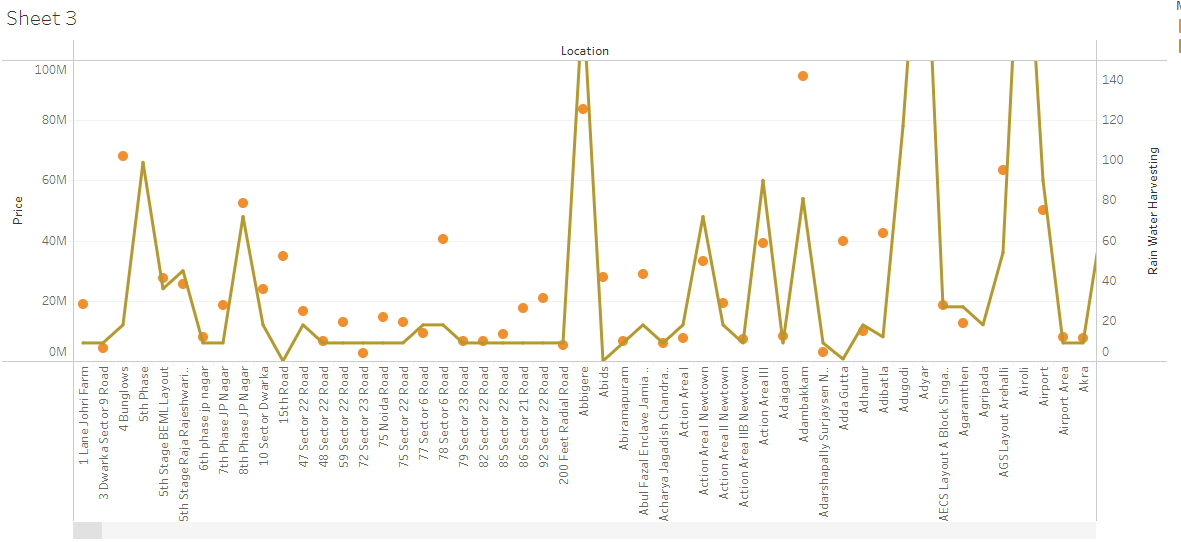 Sheet 3
M
Location
100M
80M
60M
40M
20M
0M
Price
140
120
100
80
60
40
20
0
Rain Water Harvesting
1 Lane Johri Farm
3 Dwarka Sector 9 Road
4 Bunglows
5th Phase
5th Stage BEML Layout
5th Stage Raja Rajeshwari..
6th phase jp nagar
7th Phase JP Nagar
8th Phase JP Nagar
10 Sector Dwarka
15th Road
47 Sector 22 Road
48 Sector 22 Road
59 Sector 22 Road
72 Sector 23 Road
75 Noida Road
75 Sector 22 Road
77 Sector 6 Road
78 Sector 6 Road
79 Sector 23 Road
82 Sector 22 Road
85 Sector 22 Road
86 Sector 21 Road
92 Sector 22 Road
200 Feet Radial Road
Abbigere
Abids
Abiramapuram
Abul Fazal Enclave Jamia ..
Acharya Jagadish Chandra..
Action Area I
Action Area I Newtown
Action Area II Newtown
Action Area IIB Newtown
Action Area III
Adaigaon
Adambakkam
Adarshapally Surjaysen N..
Adda Gutta
Adhanur
Adibatla
Adugodi
Adyar
AECS Layout A Block Singa..
Agaramthen
Agripada
AGS Layout Arehalli
Airoli
Airport
Airport Area
Akra